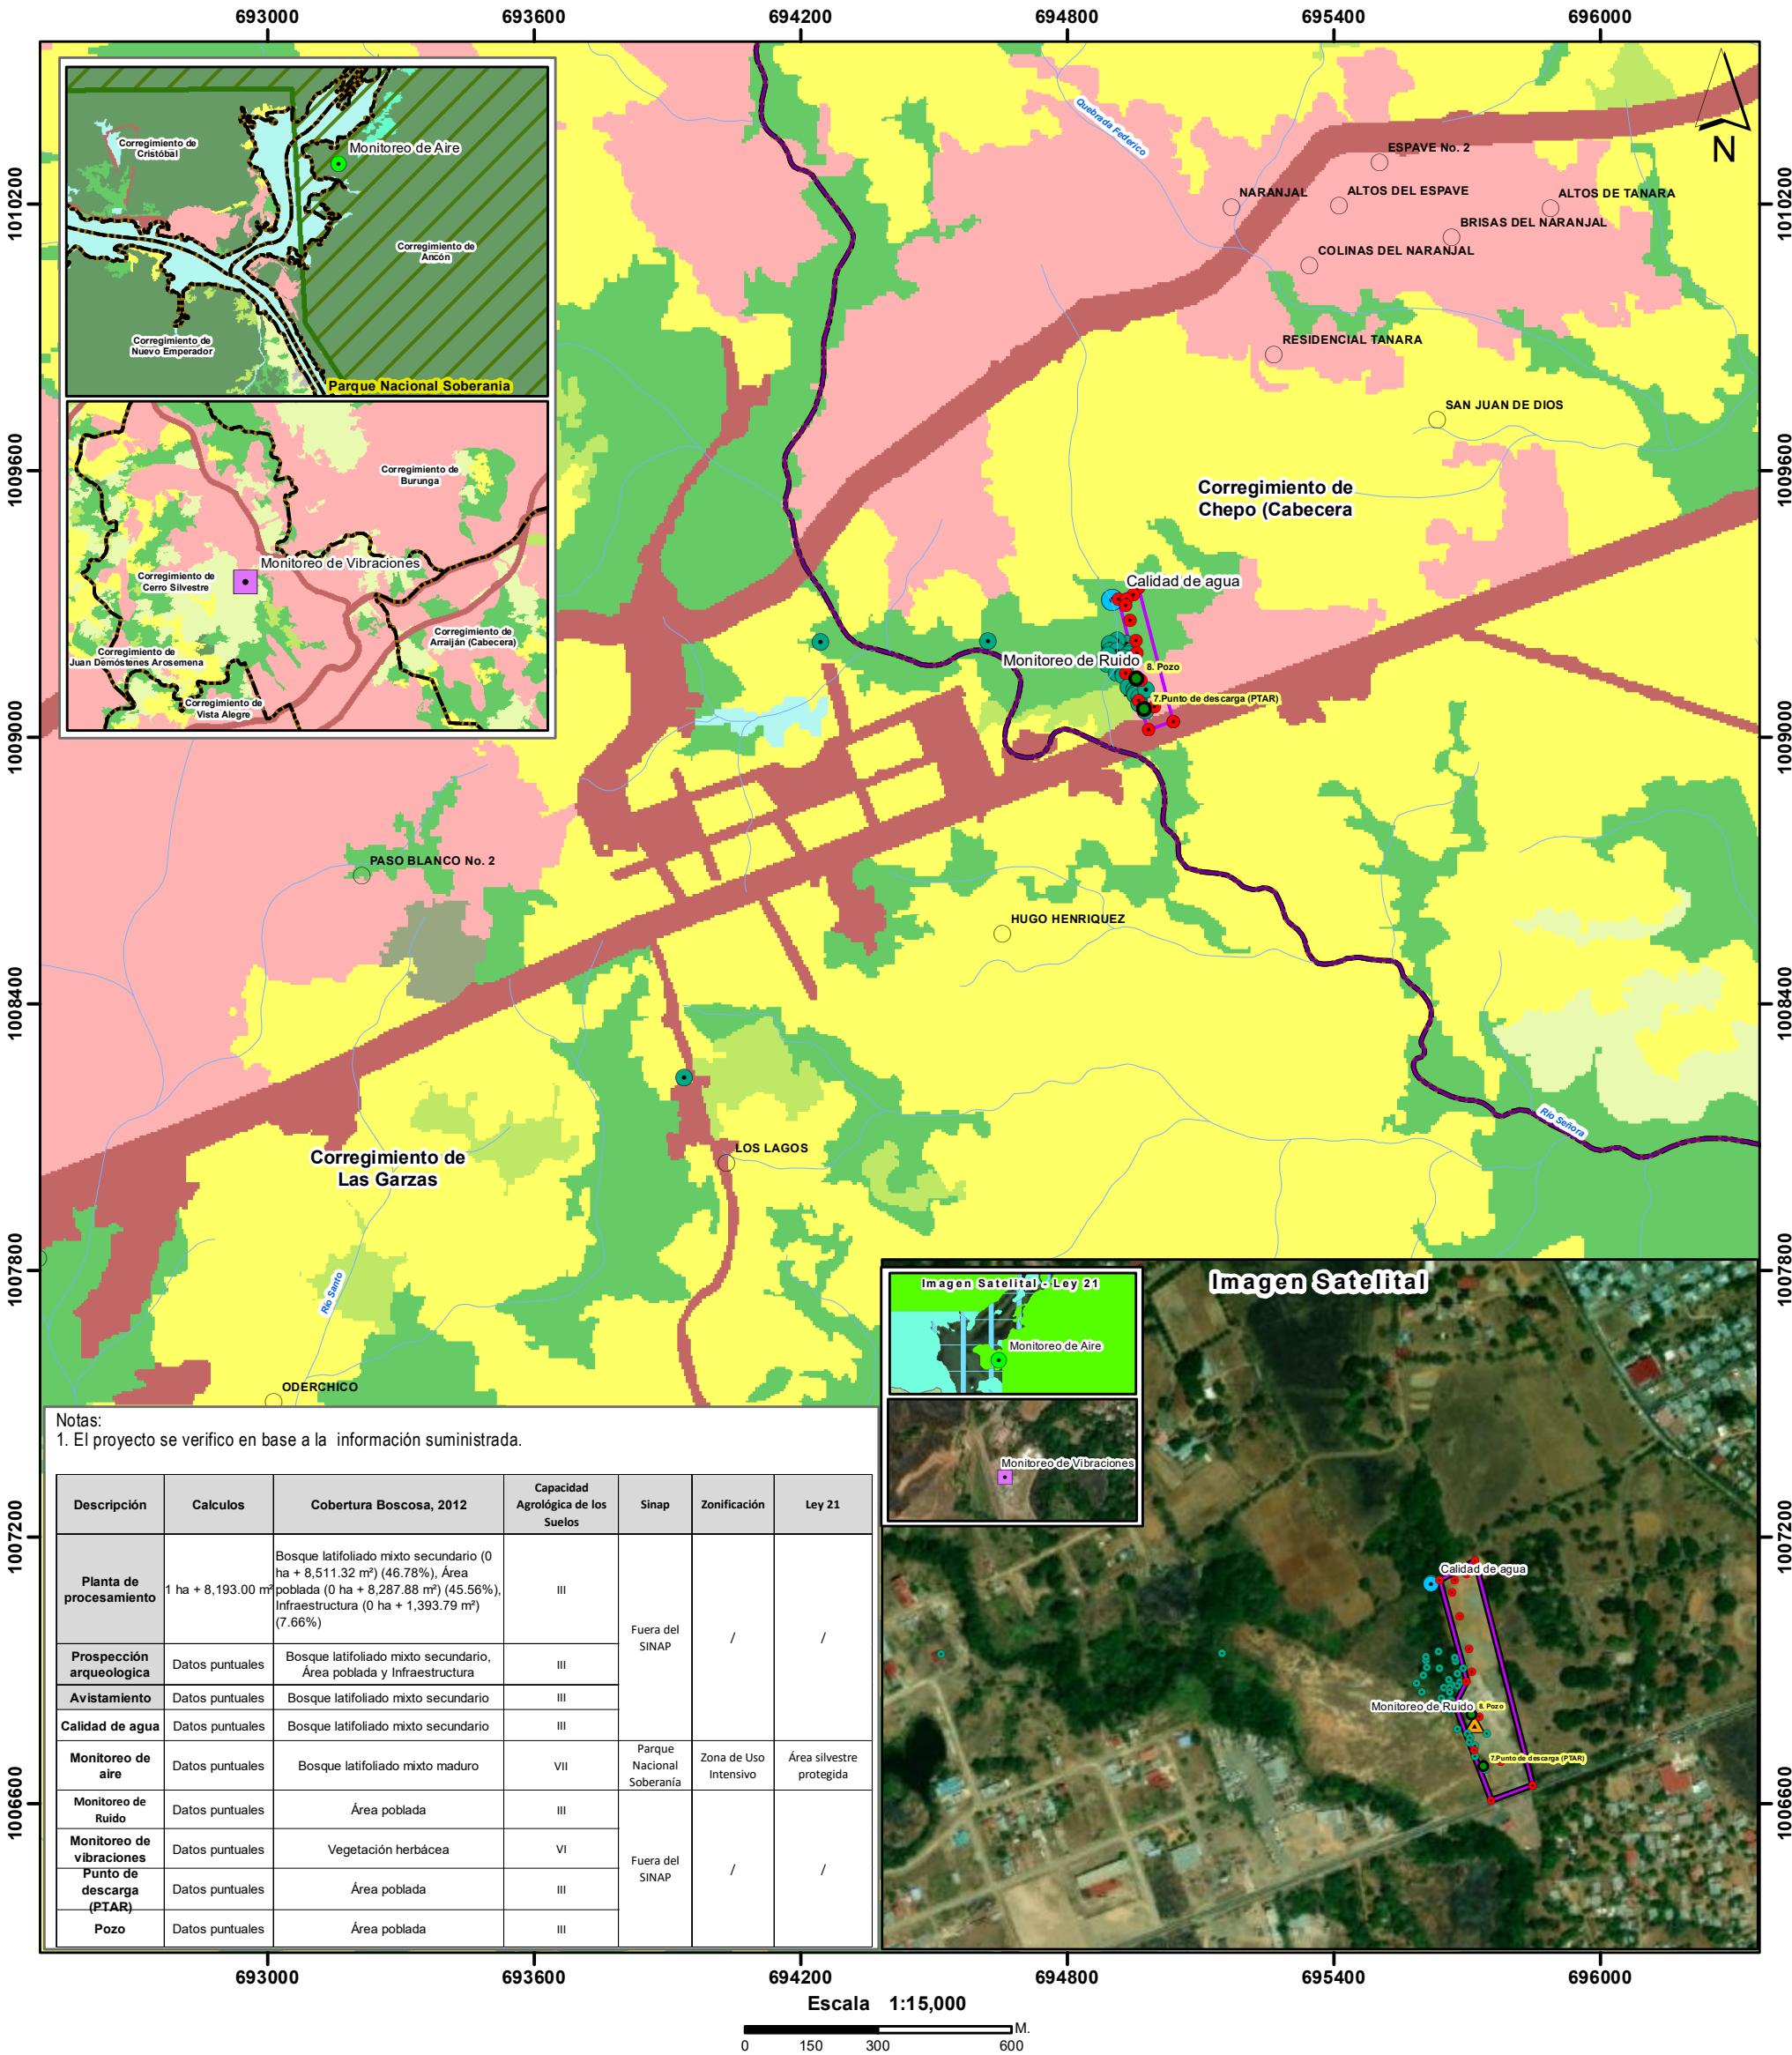 693000 693600 694200 694800 695400 696000
Corregimiento de
Cristóbal
Monitoreo de Aire
Corregimiento de
Ancón
Corregimiento de
Nuevo Emperador
Parque Nacional Soberania
Corregimiento de
Burunga
Monitoreo de Vibraciones
Corregimiento de
Cerro Silvestre
Corregimiento de
Arraiján (Cabecera)
Corregimiento de
Juan Demóstenes Arosemena
Corregimiento de
Vista Alegre
Quebrada Federico
N
ESPAVE No. 2
NARANJAL
ALTOS DEL ESPAVE
ALTOS DE TANARA
BRISAS DEL NARANJAL
COLINAS DEL NARANJAL
RESIDENCIAL TANARA
SAN JUAN DE DIOS
Corregimiento de
Chepo (Cabecera
Calidad de agua
Monitoreo de Ruido
8. Pozo
7.Punto de descarga (PTAR)
PASO BLANCO No. 2
HUGO HENRIQUEZ
Río Señora
LOS LAGOS
Corregimiento de
Las Garzas
Río Santo
ODERCHICO
1010200
1009600
1009000
1008400
1007800
1007200
1006600
1010200
1009600
1009000
1008400
1007800
1007200
1006600
Imagen Satelital - Ley 21
Monitoreo de Aire
Monitoreo de Vibraciones
Imagen Satelital
Calidad de agua
Monitoreo de Ruido
8. Pozo
7.Punto de descarga (PTAR)
Notas:
1. El proyecto se verifico en base a la información suministrada.
Descripción Calculos Cobertura Boscosa, 2012 Capacidad Agrológica de los Suelos Sinap Zonificación Ley 21
Planta de procesamiento 1 ha + 8,193.00 m² Bosque latifoliado mixto secundario (0
ha + 8,511.32 m²) (46.78%), Área
poblada (0 ha + 8,287.88 m²) (45.56%),
Infraestructura (0 ha + 1,393.79 m²)
(7.66%) III
Fuera del SINAP / /
Prospección arqueologica Datos puntuales Bosque latifoliado mixto secundario, Área poblada y Infraestructura III
Avistamiento Datos puntuales Bosque latifoliado mixto secundario III
Calidad de agua Datos puntuales Bosque latifoliado mixto secundario III
Monitoreo de aire Datos puntuales Bosque latifoliado mixto maduro VII Parque Nacional Soberanía Zona de Uso Intensivo Área silvestre protegida
Monitoreo de Ruido Datos puntuales Área poblada III
Monitoreo de vibraciones Datos puntuales Vegetación herbácea VI
Fuera del SINAP / /
Punto de descarga (PTAR) Datos puntuales Área poblada III
Pozo Datos puntuales Área poblada III
693000 693600 694200 694800 695400 696000
Escala 1:15,000
M.
0 150 300 600